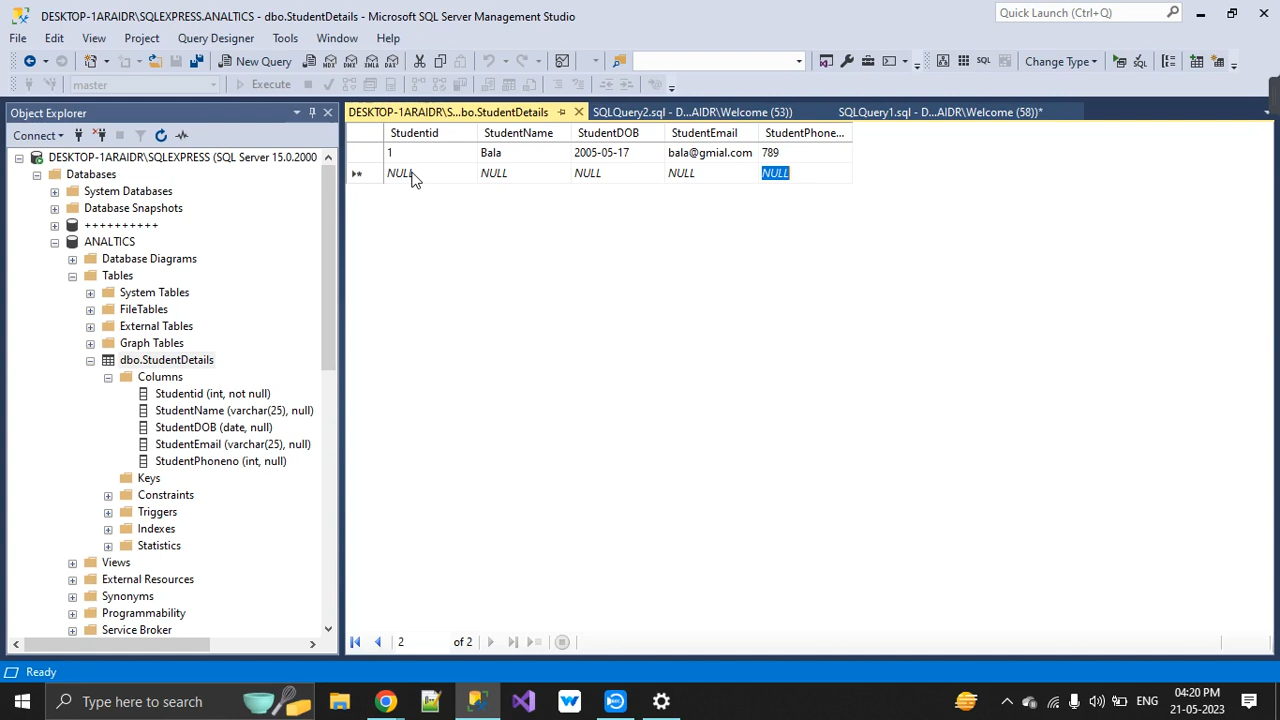 DESKTOP-1ARAIDR\SQLEXPRESS.ANALTICS - dbo.StudentDetails - Microsoft SQL Server Management Studio
Quick Launch (Ctrl+Q)
File Edit View Project Query Designer Tools Window Help
New Query MDX DMX XMLA DAX SQL Change Type
master Execute
Object Explorer
DESKTOP-1ARAIDR\S...bo.StudentDetails SQLQuery2.sql - D...AIDR\Welcome (53)) SQLQuery1.sql - D...AIDR\Welcome (58))*
Connect
Studentid StudentName StudentDOB StudentEmail StudentPhone...
1 Bala 2005-05-17 bala@gmial.com 789
NULL NULL NULL NULL NULL
DESKTOP-1ARAIDR\SQLEXPRESS (SQL Server 15.0.2000
Databases
System Databases
Database Snapshots
++++++++++
ANALTICS
Database Diagrams
Tables
System Tables
FileTables
External Tables
Graph Tables
dbo.StudentDetails
Columns
Studentid (int, not null)
StudentName (varchar(25), null)
StudentDOB (date, null)
StudentEmail (varchar(25), null)
StudentPhoneno (int, null)
Keys
Constraints
Triggers
Indexes
Statistics
Views
External Resources
Synonyms
Programmability
Service Broker
2 of 2
Ready
Type here to search
ENG
04:20 PM
21-05-2023